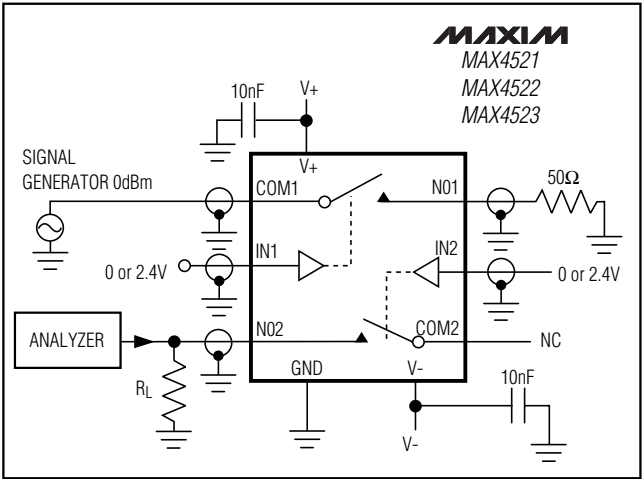 MAXIM
MAX4521
MAX4522
MAX4523
10nF
V+
SIGNAL
GENERATOR 0dBm
V+
COM1
N01
50Ω
IN1
IN2
0 or 2.4V
0 or 2.4V
ANALYZER
N02
COM2
NC
RL
GND
V-
10nF
V-